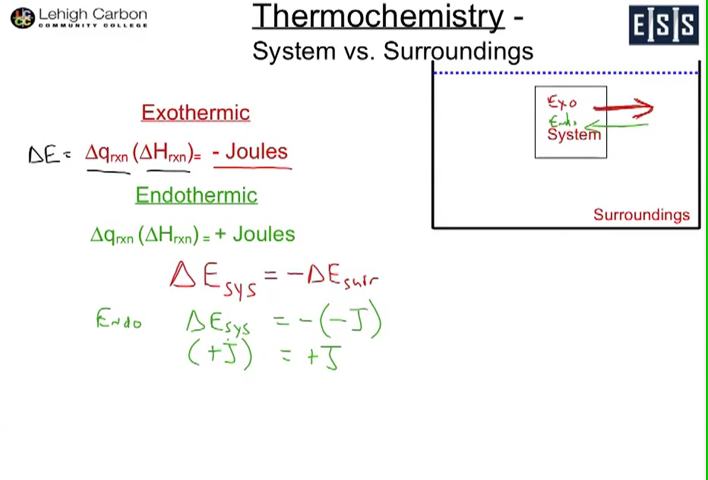 Lehigh Carbon
COMMUNITY COLLEGE
Thermochemistry -
System vs. Surroundings
E|S|S
Exothermic
ΔE = Δqrxn (ΔHrxn)= - Joules
Endothermic
Δqrxn (ΔHrxn) = + Joules
ΔEsys = -ΔEsurr
Endo ΔEsys = -(-J)
(+J) = +J
Exo
Endo
System
Surroundings